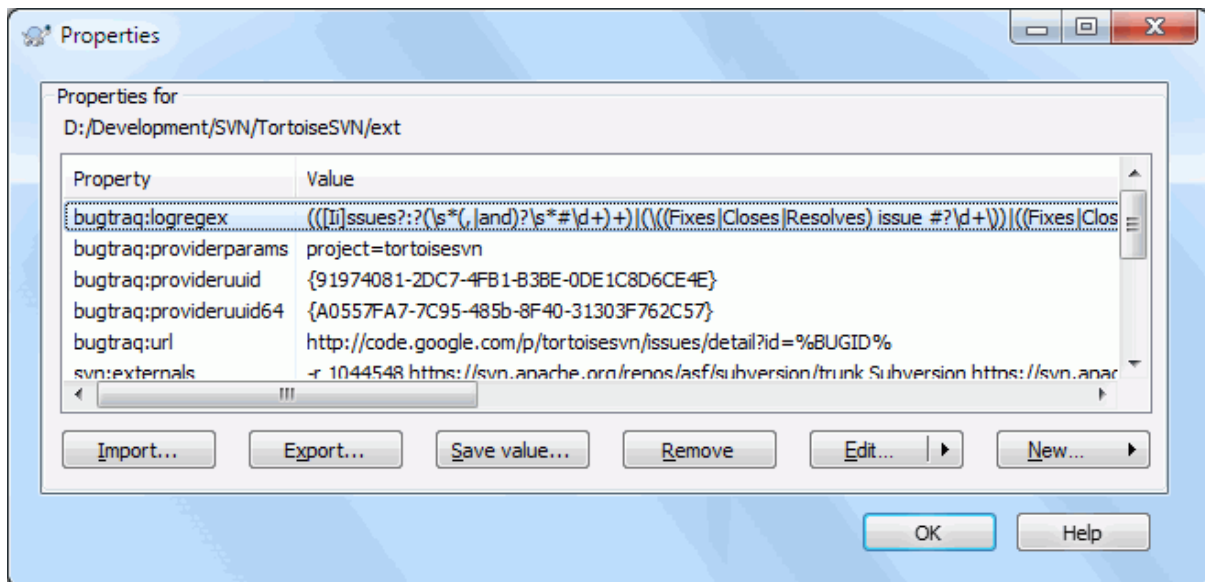 Properties
Properties for
D:/Development/SVN/TortoiseSVN/ext
Property Value
bugtraq:logregex (([Ii]ssues?:?(\s*(,|and)?\s*#\d+)+)|(\((Fixes|Closes|Resolves) issue #?\d+\))|((Fixes|Clos
bugtraq:providerparams project=tortoisesvn
bugtraq:provideruuid {91974081-2DC7-4FB1-B3BE-0DE1C8D6CE4E}
bugtraq:provideruuid64 {A0557FA7-7C95-485b-8F40-31303F762C57}
bugtraq:url http://code.google.com/p/tortoisesvn/issues/detail?id=%BUGID%
svn:externals -r 1044548 https://svn.apache.org/repos/asf/subversion/trunk Subversion https://svn.apac
Import... Export... Save value... Remove Edit... New...
OK Help